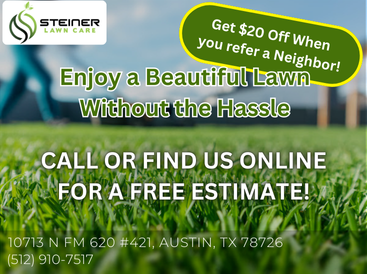 STEINER
LAWN CARE
Get $20 Off When
you refer a Neighbor!
Enjoy a Beautiful Lawn
Without the Hassle
CALL OR FIND US ONLINE
FOR A FREE ESTIMATE!
10713 N FM 620 #421, AUSTIN, TX 78726
(512) 910-7517